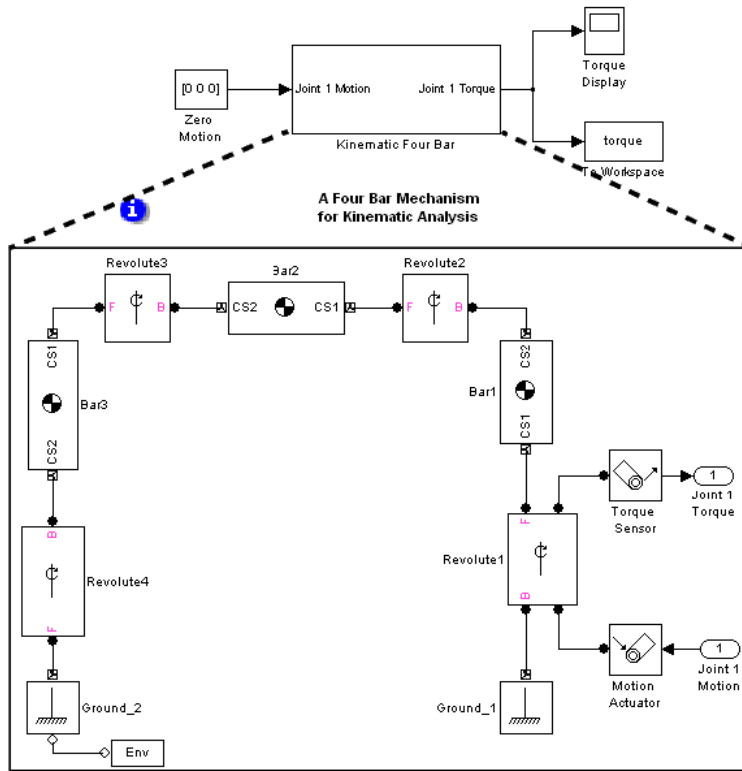 [0 0 0]
Zero
Motion
Joint 1 Motion
Joint 1 Torque
Kinematic Four Bar
Torque
Display
torque
To Workspace
i
A Four Bar Mechanism
for Kinematic Analysis
Revolute3
F
B
Bar2
CS2
CS1
Revolute2
F
B
CS1
Bar3
CS2
CS2
Bar1
CS1
B
Revolute4
F
Ground_2
Env
F
Revolute1
B
Ground_1
Torque
Sensor
1
Joint 1
Torque
Motion
Actuator
1
Joint 1
Motion